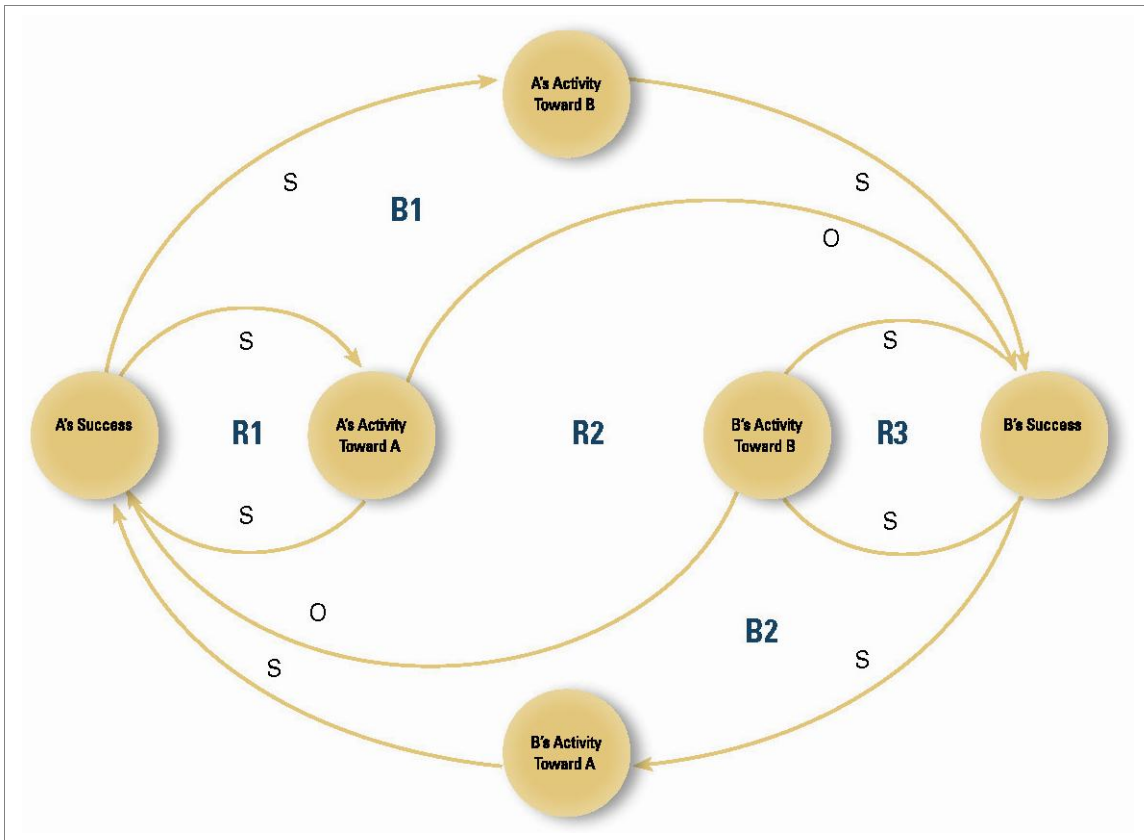 A's Activity
Toward B
S
S
B1
O
S
S
A's Success
R1
A's Activity
Toward A
R2
B's Activity
Toward B
R3
B's Success
S
S
O
B2
S
S
B's Activity
Toward A